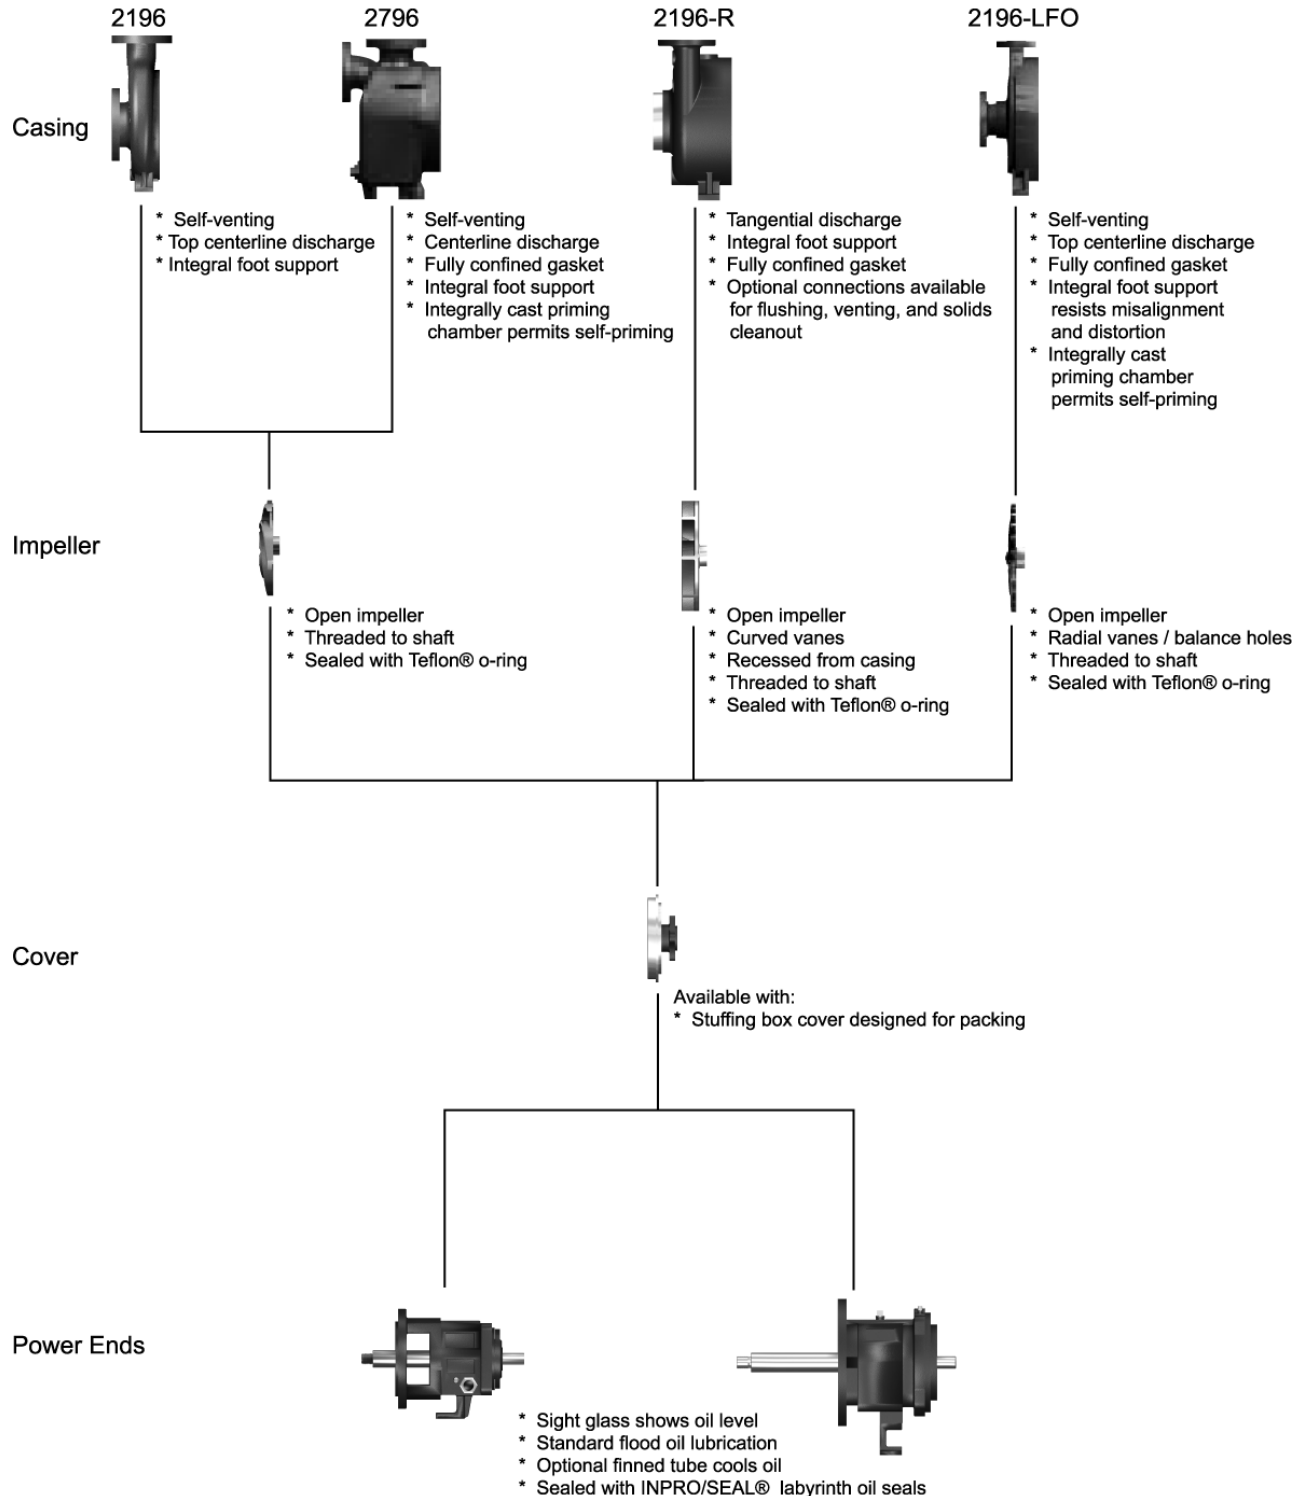 2196
2796
2196-R
2196-LFO
Casing
* Self-venting
* Top centerline discharge
* Integral foot support
* Self-venting
* Centerline discharge
* Fully confined gasket
* Integral foot support
* Integrally cast priming
chamber permits self-priming
* Tangential discharge
* Integral foot support
* Fully confined gasket
* Optional connections available
for flushing, venting, and solids
cleanout
* Self-venting
* Top centerline discharge
* Fully confined gasket
* Integral foot support
resists misalignment
and distortion
* Integrally cast
priming chamber
permits self-priming
Impeller
* Open impeller
* Threaded to shaft
* Sealed with Teflon® o-ring
* Open impeller
* Curved vanes
* Recessed from casing
* Threaded to shaft
* Sealed with Teflon® o-ring
* Open impeller
* Radial vanes / balance holes
* Threaded to shaft
* Sealed with Teflon® o-ring
Cover
Available with:
* Stuffing box cover designed for packing
Power Ends
* Sight glass shows oil level
* Standard flood oil lubrication
* Optional finned tube cools oil
* Sealed with INPRO/SEAL® labyrinth oil seals